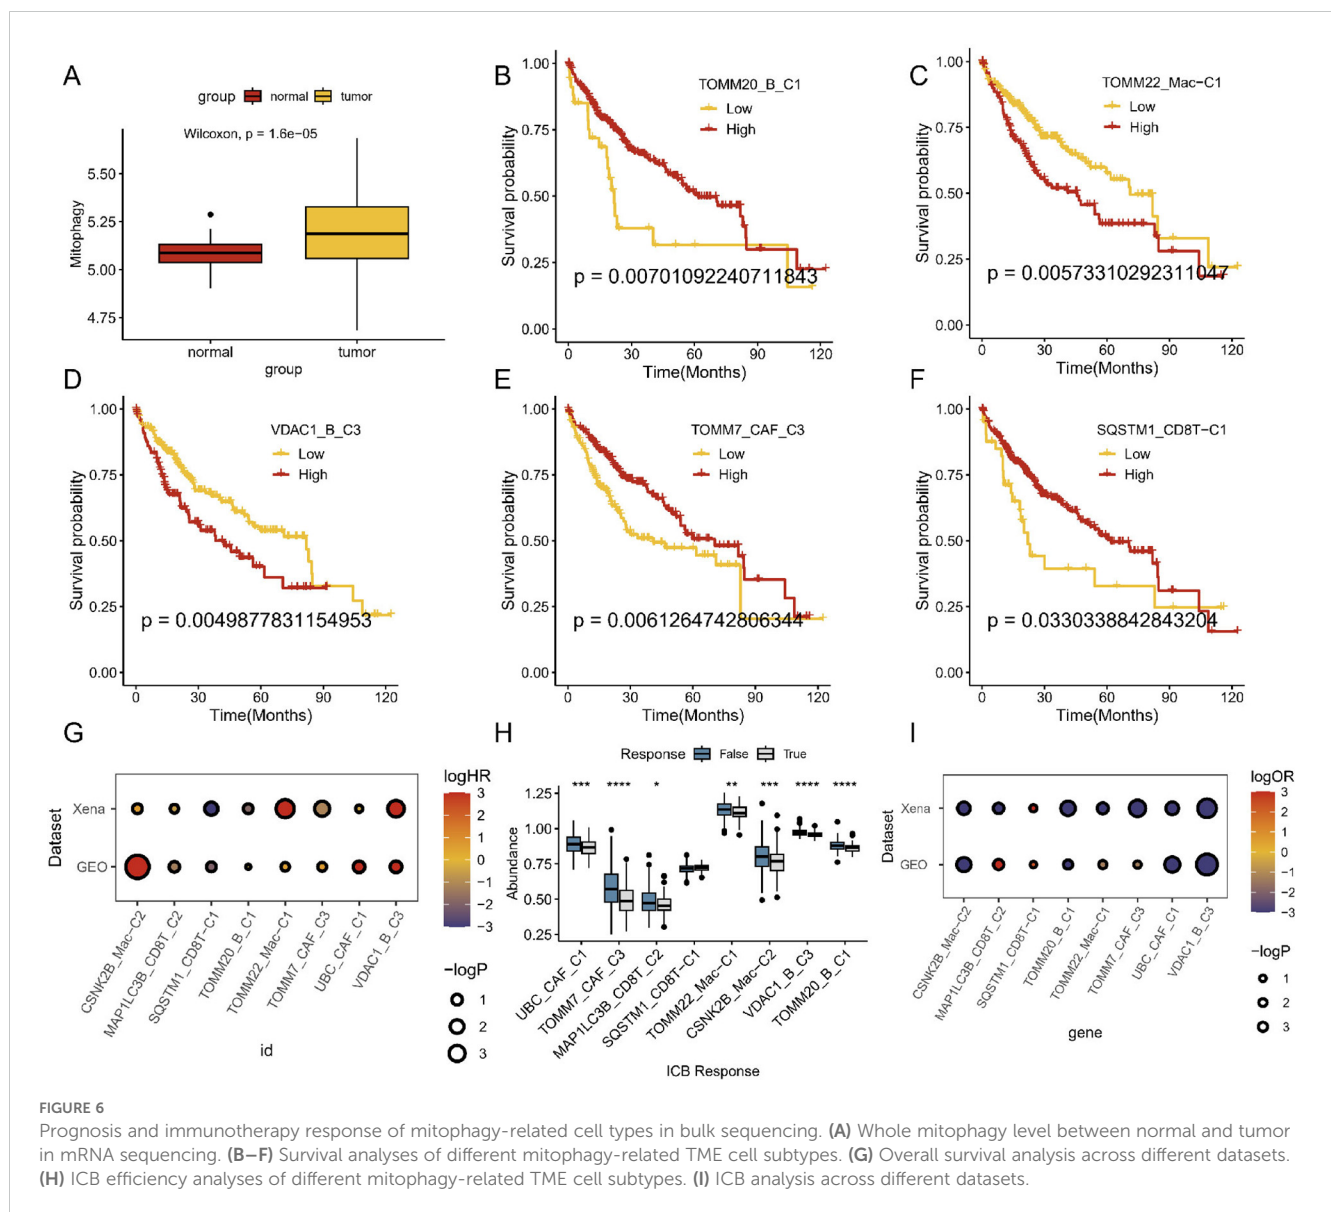 A
group normal tumor
Wilcoxon, p = 1.6e−05
Mitophagy
5.50
5.25
5.00
4.75
normal tumor
group
B
TOMM20_B_C1
Low
High
Survival probability
1.00
0.75
0.50
0.25
0.00
p = 0.00701092240711843
0 30 60 90 120
Time(Months)
C
TOMM22_Mac−C1
Low
High
Survival probability
1.00
0.75
0.50
0.25
0.00
p = 0.00573310292311047
0 30 60 90 120
Time(Months)
D
VDAC1_B_C3
Low
High
Survival probability
1.00
0.75
0.50
0.25
0.00
p = 0.00498778311549​53
0 30 60 90 120
Time(Months)
E
TOMM7_CAF_C3
Low
High
Survival probability
1.00
0.75
0.50
0.25
0.00
p = 0.0061264742806344
0 30 60 90 120
Time(Months)
F
SQSTM1_CD8T−C1
Low
High
Survival probability
1.00
0.75
0.50
0.25
0.00
p = 0.0330338842843204
0 30 60 90 120
Time(Months)
G
Dataset
Xena
GEO
CSNK2B_Mac−C2
MAP1LC3B_CD8T_C2
SQSTM1_CD8T−C1
TOMM20_B_C1
TOMM22_Mac−C1
TOMM7_CAF_C3
UBC_CAF_C1
VDAC1_B_C3
id
logHR
3
2
1
0
−1
−2
−3
−logP
1
2
3
H
Response False True
*** **** * ** *** **** ****
Abundance
1.25
1.00
0.75
0.50
0.25
UBC_CAF_C1
TOMM7_CAF_C3
MAP1LC3B_CD8T_C2
SQSTM1_CD8T−C1
TOMM22_Mac−C1
CSNK2B_Mac−C2
VDAC1_B_C3
TOMM20_B_C1
ICB Response
I
Dataset
Xena
GEO
CSNK2B_Mac−C2
MAP1LC3B_CD8T_C2
SQSTM1_CD8T−C1
TOMM20_B_C1
TOMM22_Mac−C1
TOMM7_CAF_C3
UBC_CAF_C1
VDAC1_B_C3
gene
logOR
3
2
1
0
−1
−2
−3
−logP
1
2
3
FIGURE 6
Prognosis and immunotherapy response of mitophagy-related cell types in bulk sequencing. (A) Whole mitophagy level between normal and tumor
in mRNA sequencing. (B–F) Survival analyses of different mitophagy-related TME cell subtypes. (G) Overall survival analysis across different datasets.
(H) ICB efficiency analyses of different mitophagy-related TME cell subtypes. (I) ICB analysis across different datasets.